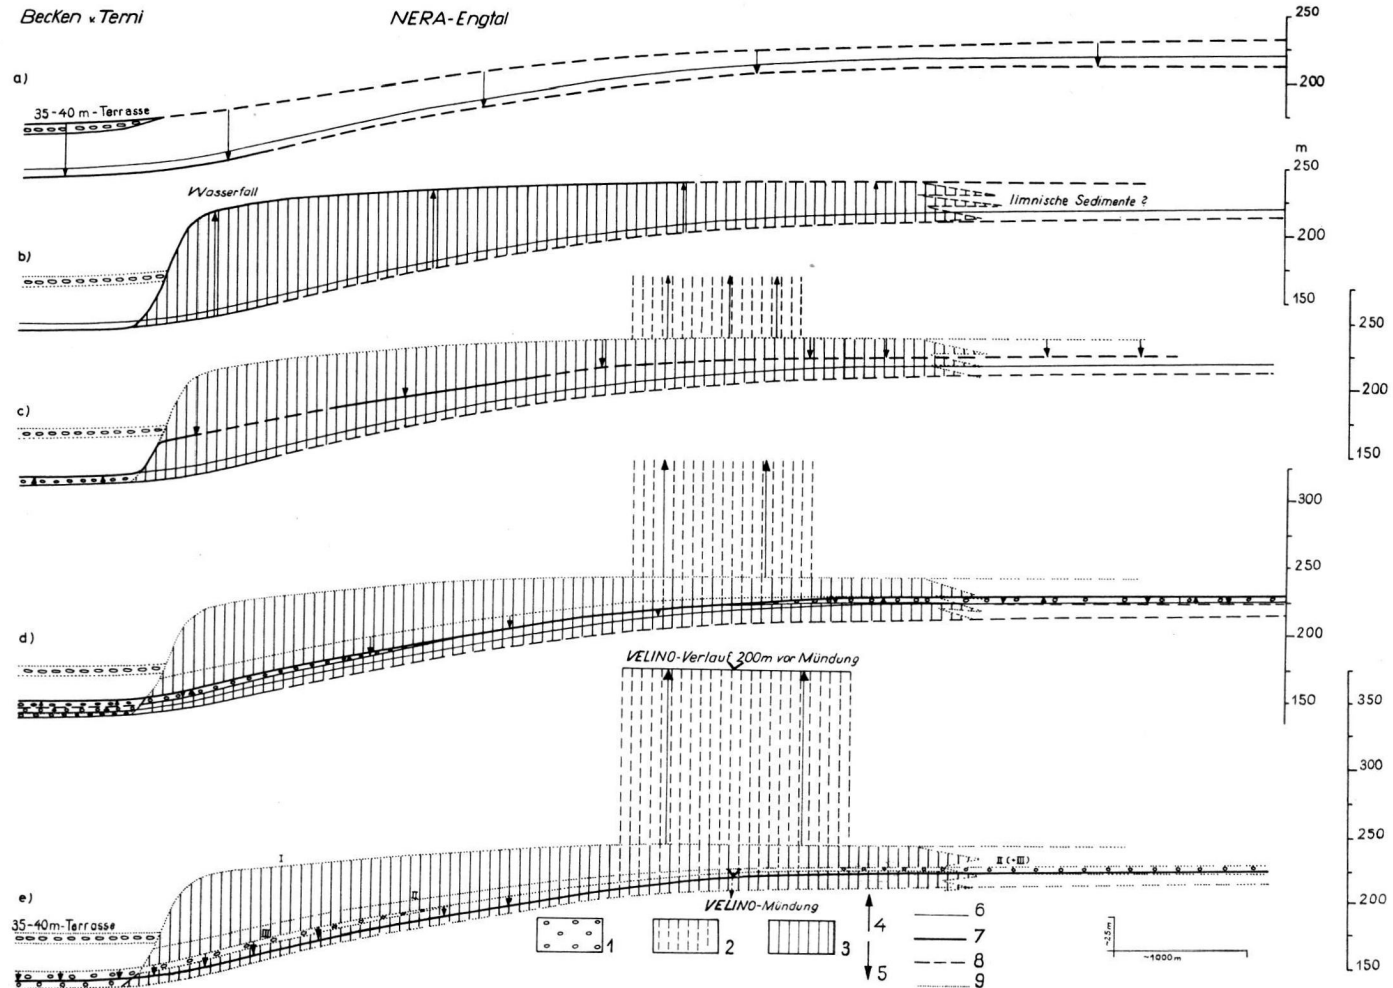 Becken v. Terni
NERA-Engtal
250
a)
200
35-40 m-Terrasse
m
250
Wasserfall
limnische Sedimente ?
200
b)
150
250
200
c)
150
300
250
d)
200
VELINO-Verlauf 200m vor Mündung
150
350
300
250
I
II (+III)
II
e)
VELINO-Mündung
200
35-40m-Terrasse
III
1
2
3
4
5
6
7
8
9
~25m
~1000m
150